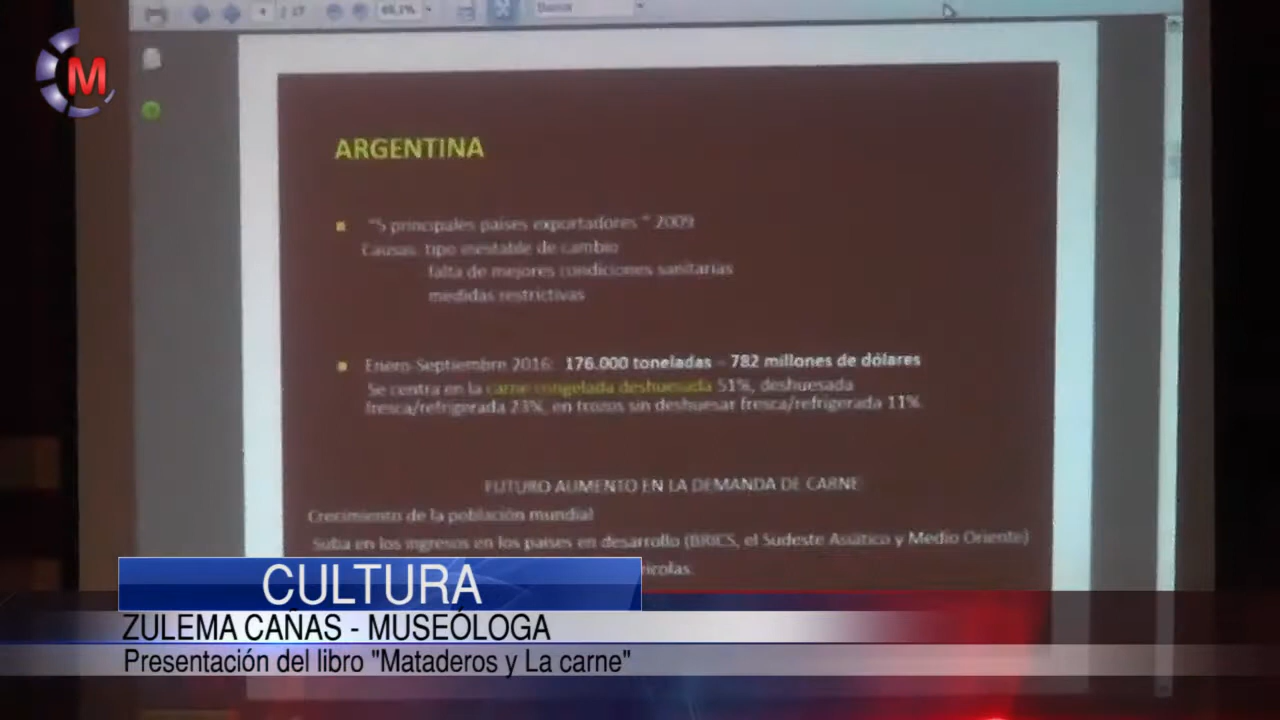 M
ARGENTINA
"5 principales países exportadores " 2009
Causas: tipo inestable de cambio
falta de mejores condiciones sanitarias
medidas restrictivas
Enero-Septiembre 2016: 176.000 toneladas – 782 millones de dólares
Se centra en la carne congelada deshuesada 51%, deshuesada
fresca/refrigerada 23%, en trozos sin deshuesar fresca/refrigerada 11%
FUTURO AUMENTO EN LA DEMANDA DE CARNE
Crecimiento de la población mundial
Suba en los ingresos en los países en desarrollo (BRICS, el Sudeste Asiático y Medio Oriente)
CULTURA
ZULEMA CAÑAS - MUSEÓLOGA
Presentación del libro "Mataderos y La carne"